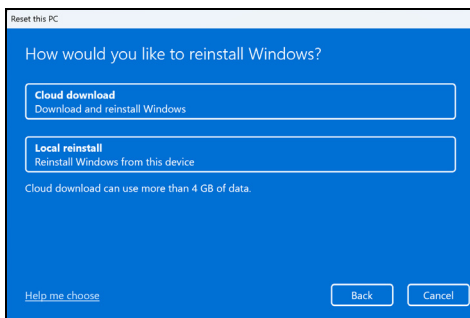 Reset this PC
How would you like to reinstall Windows?
Cloud download
Download and reinstall Windows
Local reinstall
Reinstall Windows from this device
Cloud download can use more than 4 GB of data.
Help me choose
Back
Cancel